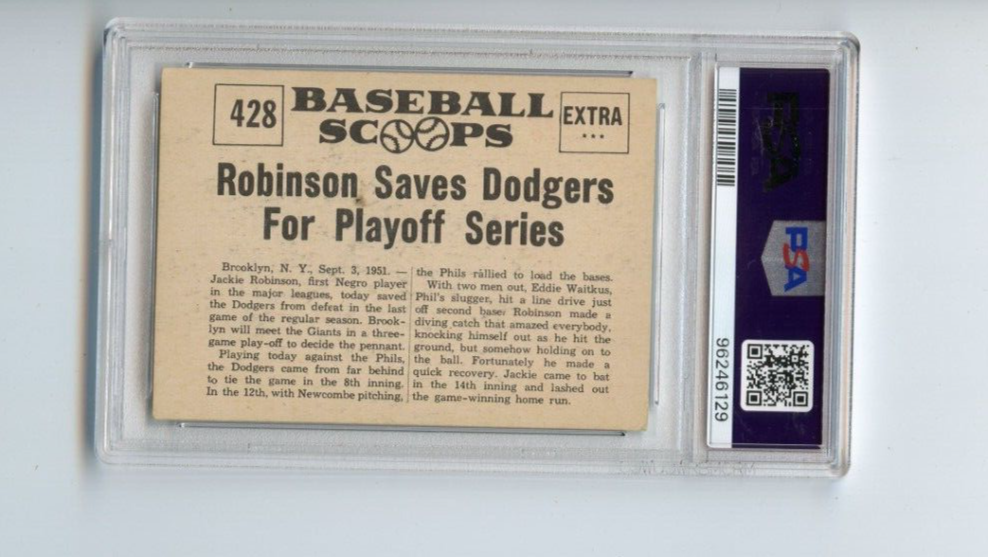 428
BASEBALL
SCOOPS
EXTRA
Robinson Saves Dodgers
For Playoff Series
Brooklyn, N. Y., Sept. 3, 1951. —
Jackie Robinson, first Negro player
in the major leagues, today saved
the Dodgers from defeat in the last
game of the regular season. Brook-
lyn will meet the Giants in a three-
game play-off to decide the pennant.
Playing today against the Phils,
the Dodgers came from far behind
to tie the game in the 8th inning.
In the 12th, with Newcombe pitching,
the Phils rallied to load the bases.
With two men out, Eddie Waitkus,
Phil's slugger, hit a line drive just
off second base. Robinson made a
diving catch that amazed everybody,
knocking himself out as he hit the
ground, but somehow holding on to
the ball. Fortunately he made a
quick recovery. Jackie came to bat
in the 14th inning and lashed out
the game-winning home run.
PSA
PSA
96246129